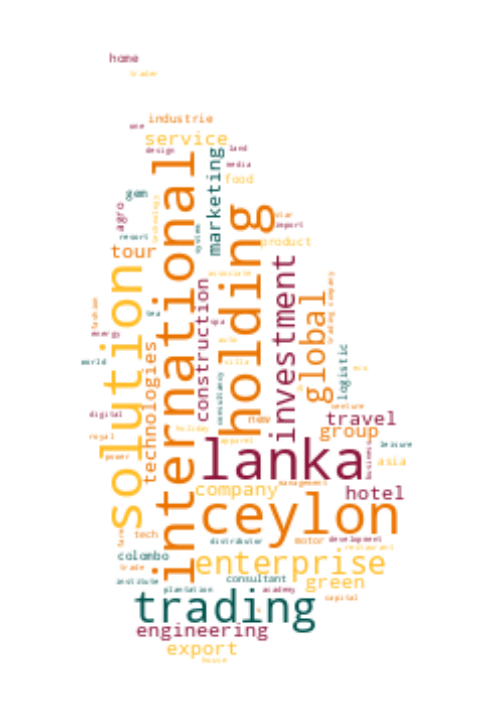 home
trader
industrie
one
service
design
land
media
food
marketing
international
agro
technology
resort
system
star
import
holding
product
tour
solution
investment
associate
construction
global
trading company
fashion
tea
spa
energy
technologies
auto
logistic
world
villa
consultancy
mix
venture
digital
new
travel
holiday
group
royal
apparel
leisure
power
lanka
business
asia
management
company
hotel
ceylon
farm
tech
distributor
motor
development
restaurant
colombo
enterprise
trade
institute
consultant
green
plantation
academy
capital
trading
engineering
export
house